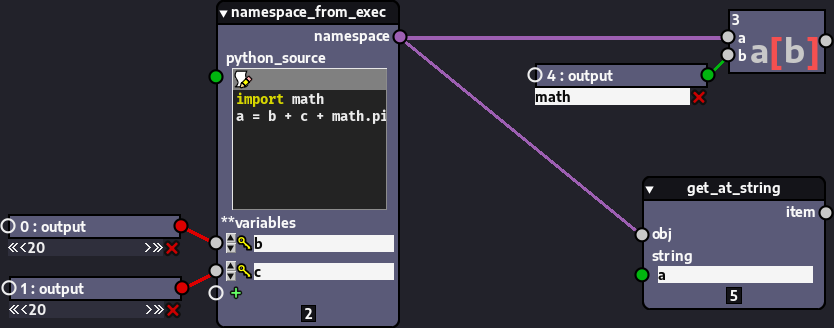 namespace_from_exec
namespace
python_source
import math
a = b + c + math.pi
**variables
b
c
+
2
0 : output
≪<20 >≫
1 : output
≪<20 >≫
4 : output
math
3
a
b
a[b]
get_at_string
item
obj
string
a
5